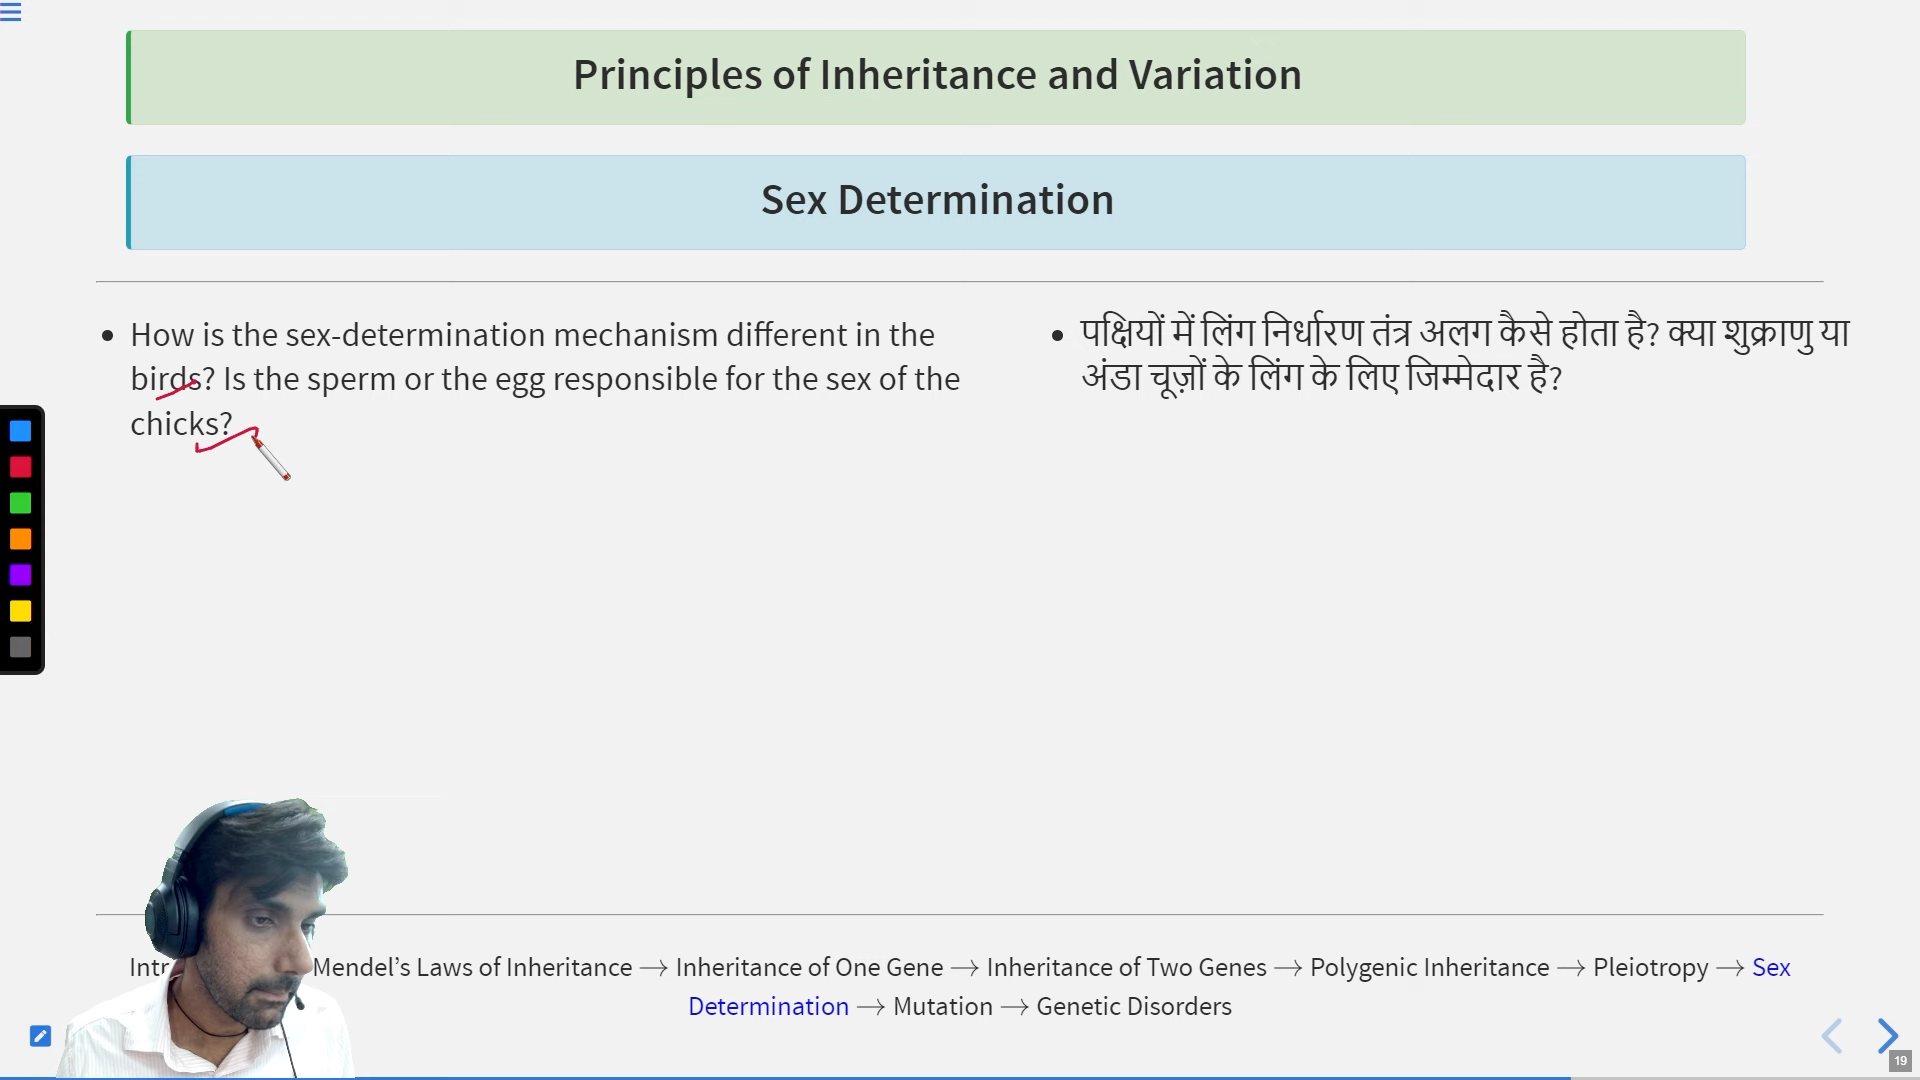 Principles of Inheritance and Variation
Sex Determination
How is the sex-determination mechanism different in the
birds? Is the sperm or the egg responsible for the sex of the
chicks?
पक्षियों में लिंग निर्धारण तंत्र अलग कैसे होता है? क्या शुक्राणु या
अंडा चूज़ों के लिंग के लिए जिम्मेदार है?
Mendel’s Laws of Inheritance → Inheritance of One Gene → Inheritance of Two Genes → Polygenic Inheritance → Pleiotropy → Sex
Determination → Mutation → Genetic Disorders
19